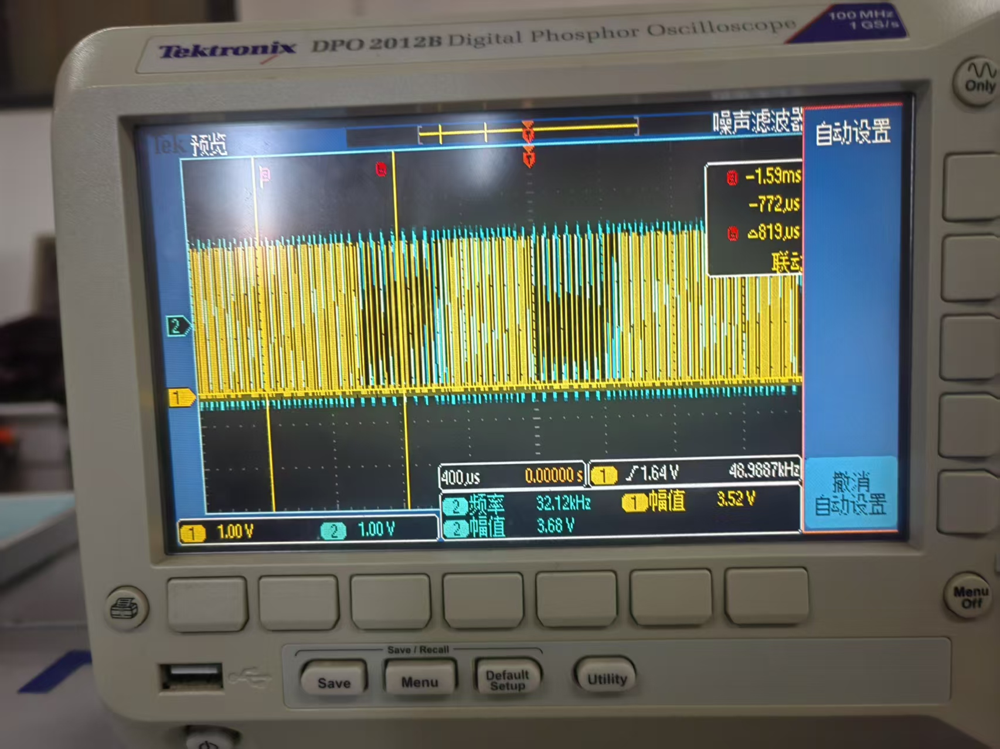 Tektronix DPO 2012B Digital Phosphor Oscilloscope
100 MHz
1 GS/s
Only
Tek 预览
噪声滤波器
自动设置
a
b
a -1.59ms
-772µs
b △819µs
联动
2
1
400µs
0.00000 s
1 1.64 V
48.9887kHz
2 频率 32.12kHz
1 幅值 3.52 V
2 幅值 3.68 V
1 1.00 V
2 1.00 V
撤消
自动设置
Menu
Off
Save / Recall
Save
Menu
Default
Setup
Utility